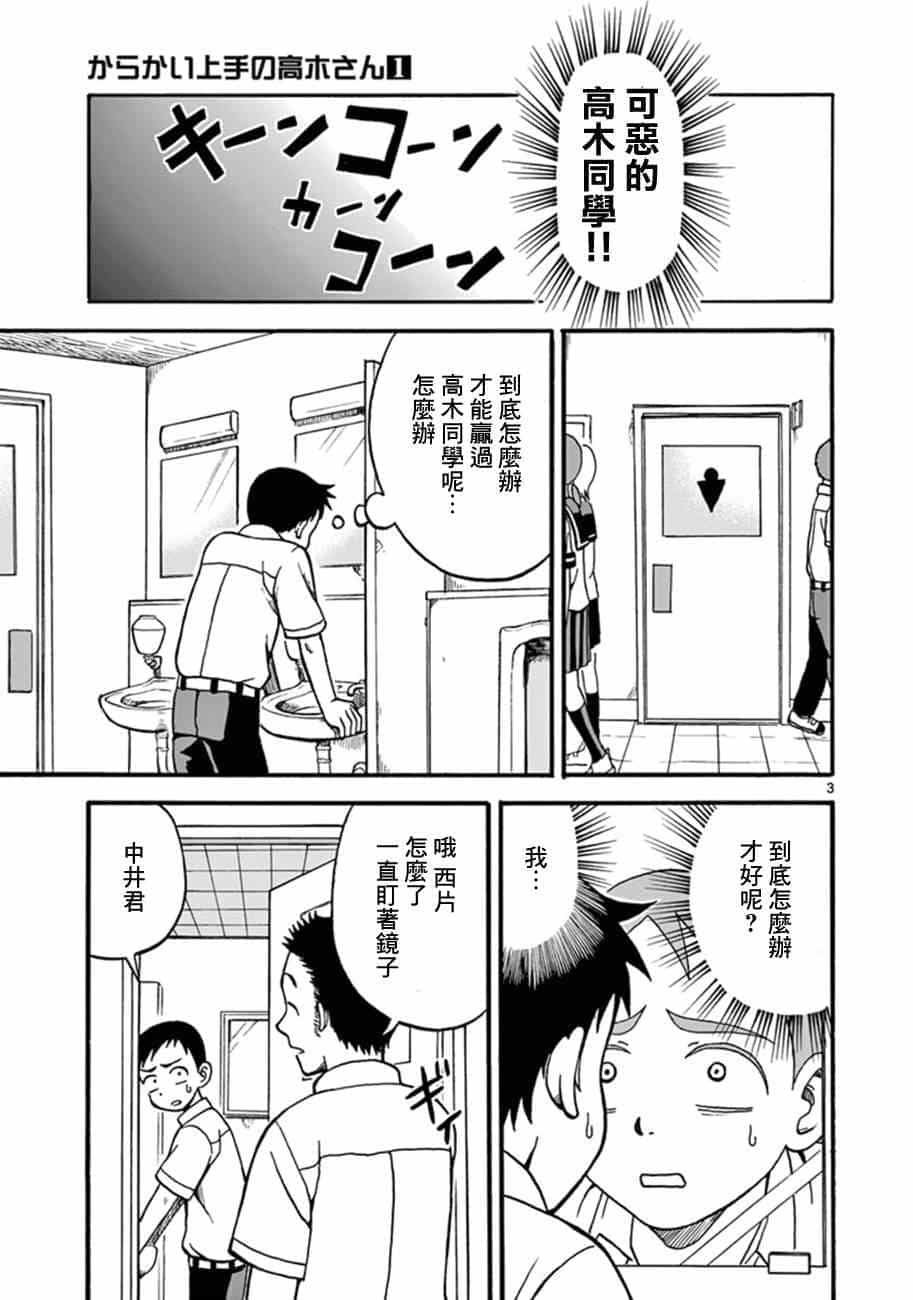 からかい上手の高木さん1
可惡的
高木同學!!
キーンコーン
カーン
コーン
到底怎麼辦
才能贏過
高木同學呢…
怎麼辦
3
到底怎麼辦
才好呢?
我…
哦 西片
怎麼了
一直盯著鏡子
ギイ
中井君